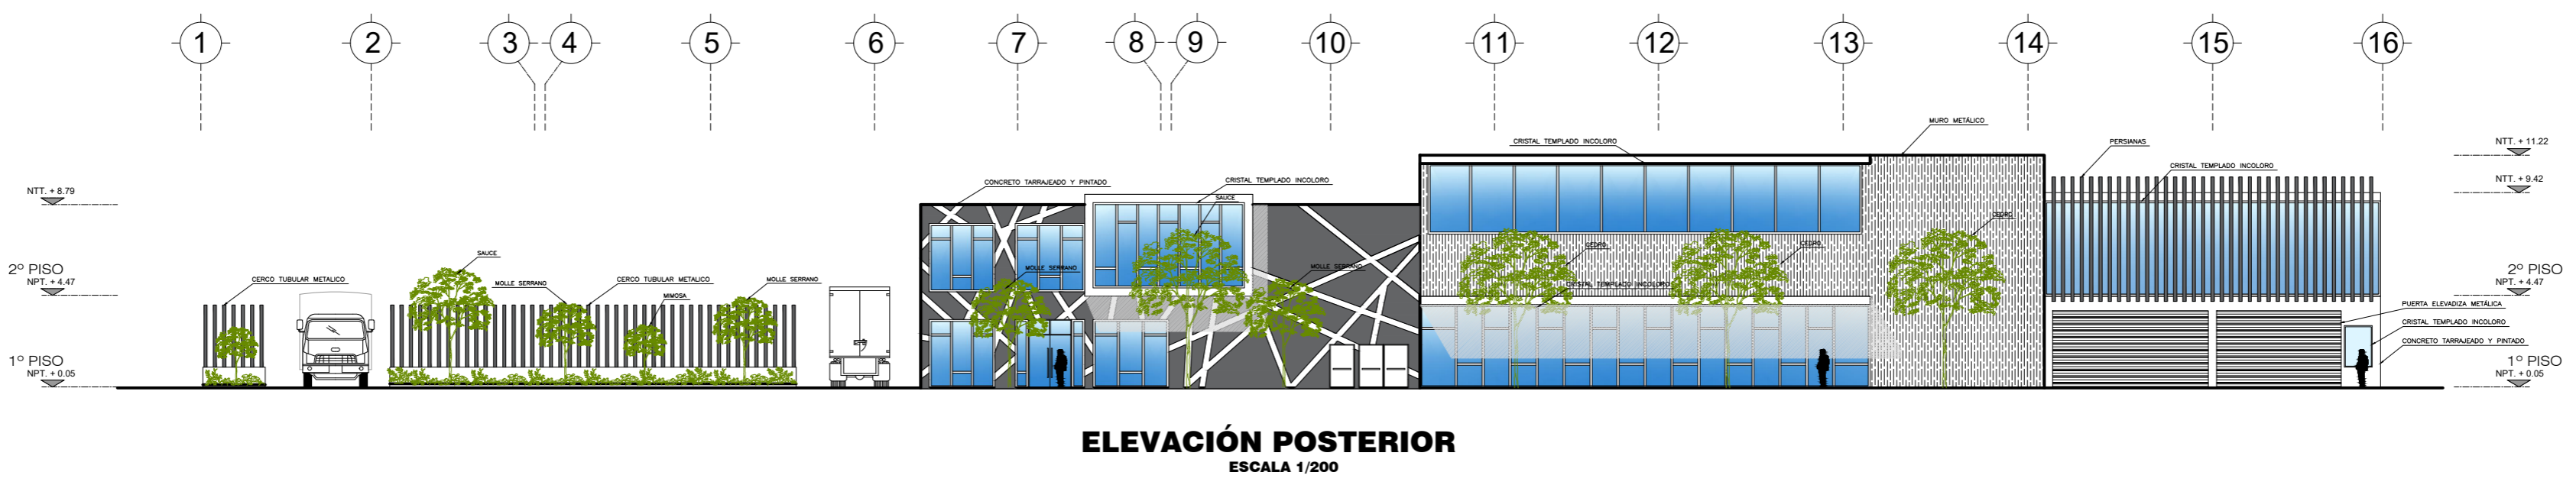 1 2 3 4 5 6 7 8 9 10 11 12 13 14 15 16
MURO METÁLICO
CRISTAL TEMPLADO INCOLORO
PERSIANAS
NTT. + 11.22
CRISTAL TEMPLADO INCOLORO
NTT. + 9.42
NTT. + 8.79
CONCRETO TARRAJEADO Y PINTADO
CRISTAL TEMPLADO INCOLORO
SAUCE
CEDRO
CEDRO
CEDRO
SAUCE
2º PISO
NPT. + 4.47
CERCO TUBULAR METALICO
MOLLE SERRANO
CERCO TUBULAR METALICO
MIMOSA
MOLLE SERRANO
MOLLE SERRANO
MOLLE SERRANO
CRISTAL TEMPLADO INCOLORO
2º PISO
NPT. + 4.47
PUERTA ELEVADIZA METÁLICA
CRISTAL TEMPLADO INCOLORO
CONCRETO TARRAJEADO Y PINTADO
1º PISO
NPT. + 0.05
1º PISO
NPT. + 0.05
ELEVACIÓN POSTERIOR
ESCALA 1/200